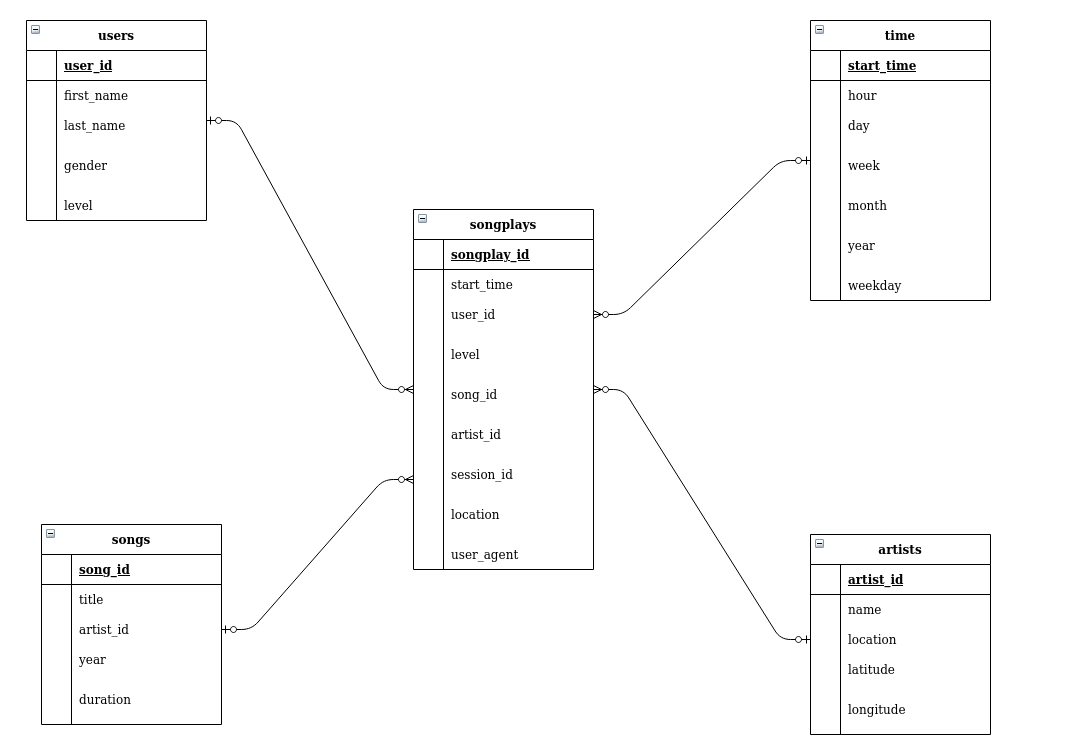 users
user_id
first_name
last_name
gender
level
time
start_time
hour
day
week
month
year
weekday
songplays
songplay_id
start_time
user_id
level
song_id
artist_id
session_id
location
user_agent
songs
song_id
title
artist_id
year
duration
artists
artist_id
name
location
latitude
longitude